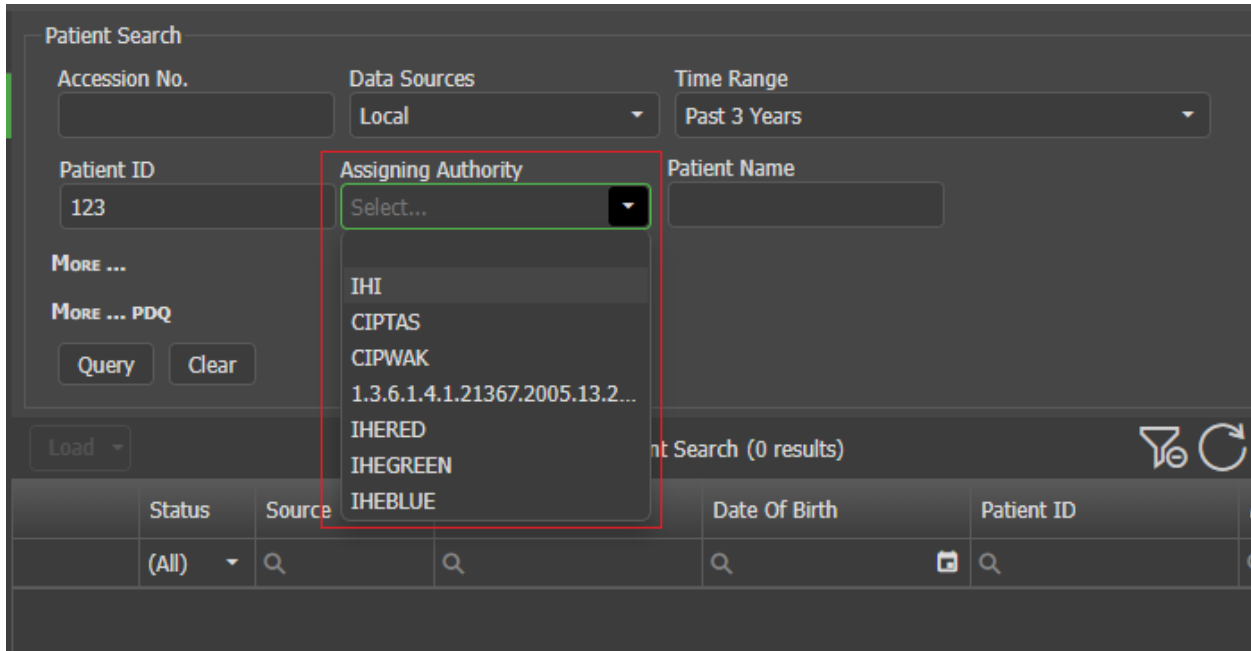 Patient Search
Accession No. Data Sources Time Range
Local Past 3 Years
Patient ID Assigning Authority Patient Name
123 Select...
MORE ...
MORE ... PDQ
Query Clear
IHI
CIPTAS
CIPWAK
1.3.6.1.4.1.21367.2005.13.2...
IHERED
IHEGREEN
IHEBLUE
Load nt Search (0 results)
Status Source Date Of Birth Patient ID
(All)